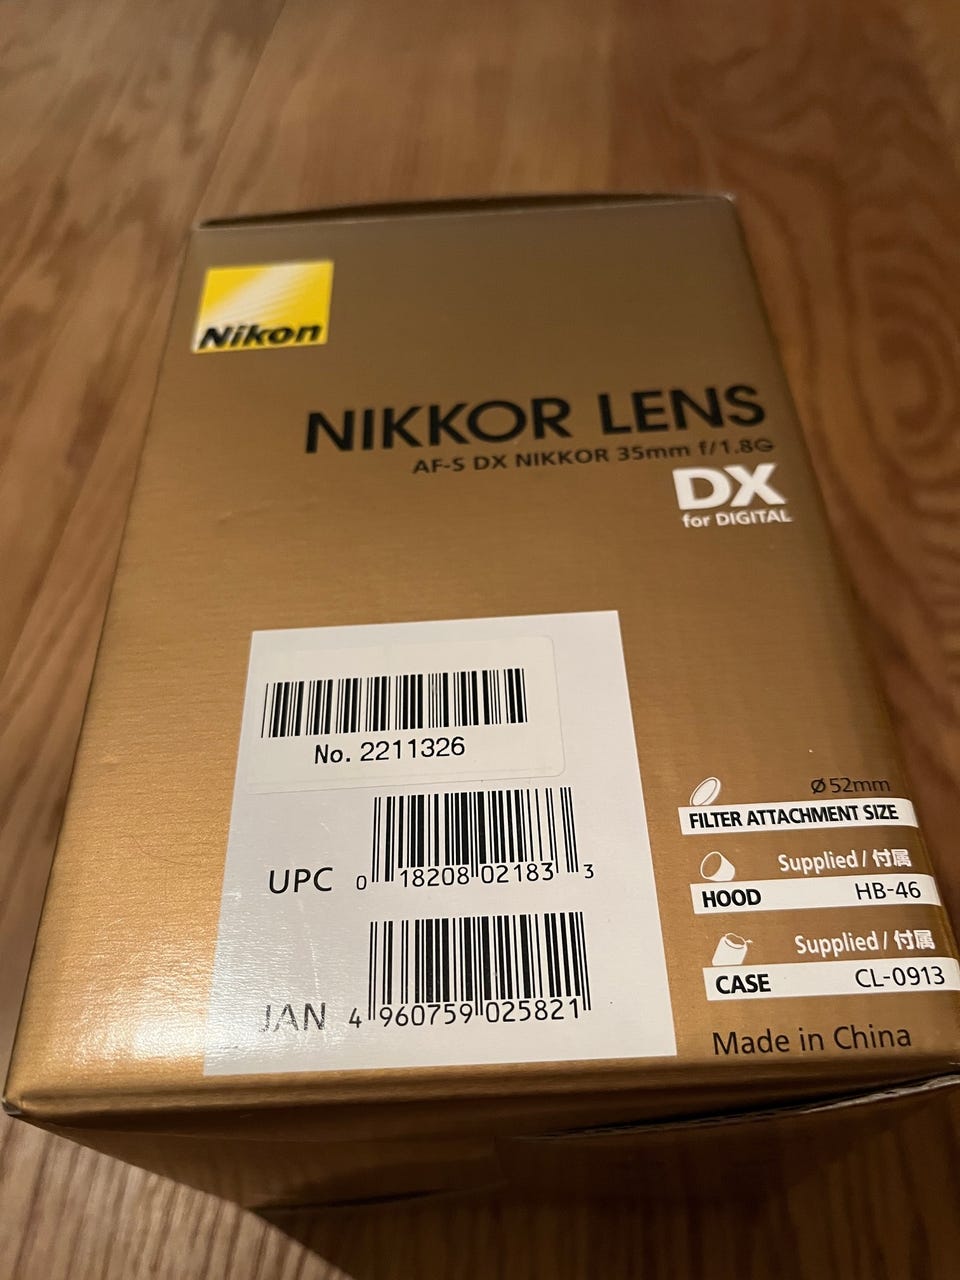 Nikon
NIKKOR LENS
AF-S DX NIKKOR 35mm f/1.8G
DX
for DIGITAL
No. 2211326
UPC 0 18208 02183 3
JAN 4 960759 025821
ø52mm
FILTER ATTACHMENT SIZE
Supplied / 付属
HOOD HB-46
Supplied / 付属
CASE CL-0913
Made in China